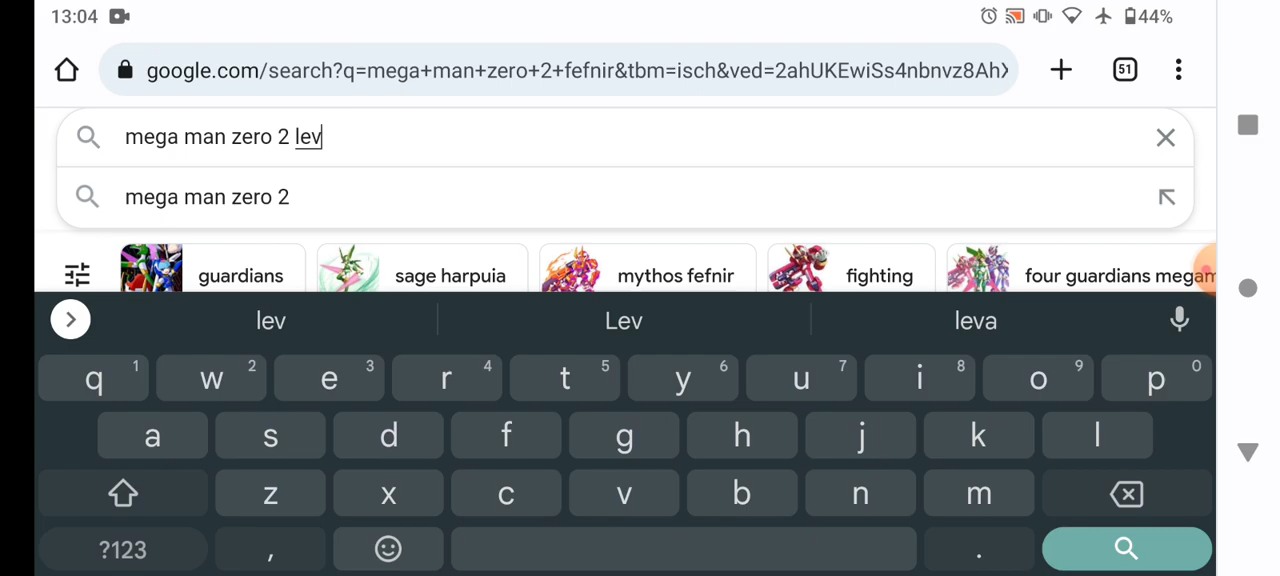 13:04
44%
google.com/search?q=mega+man+zero+2+fefnir&tbm=isch&ved=2ahUKEwiSs4nbnvz8AhX
51
mega man zero 2 lev
mega man zero 2
guardians
sage harpuia
mythos fefnir
fighting
four guardians megam
lev
Lev
leva
q 1 w 2 e 3 r 4 t 5 y 6 u 7 i 8 o 9 p 0
a s d f g h j k l
z x c v b n m
?123 , .